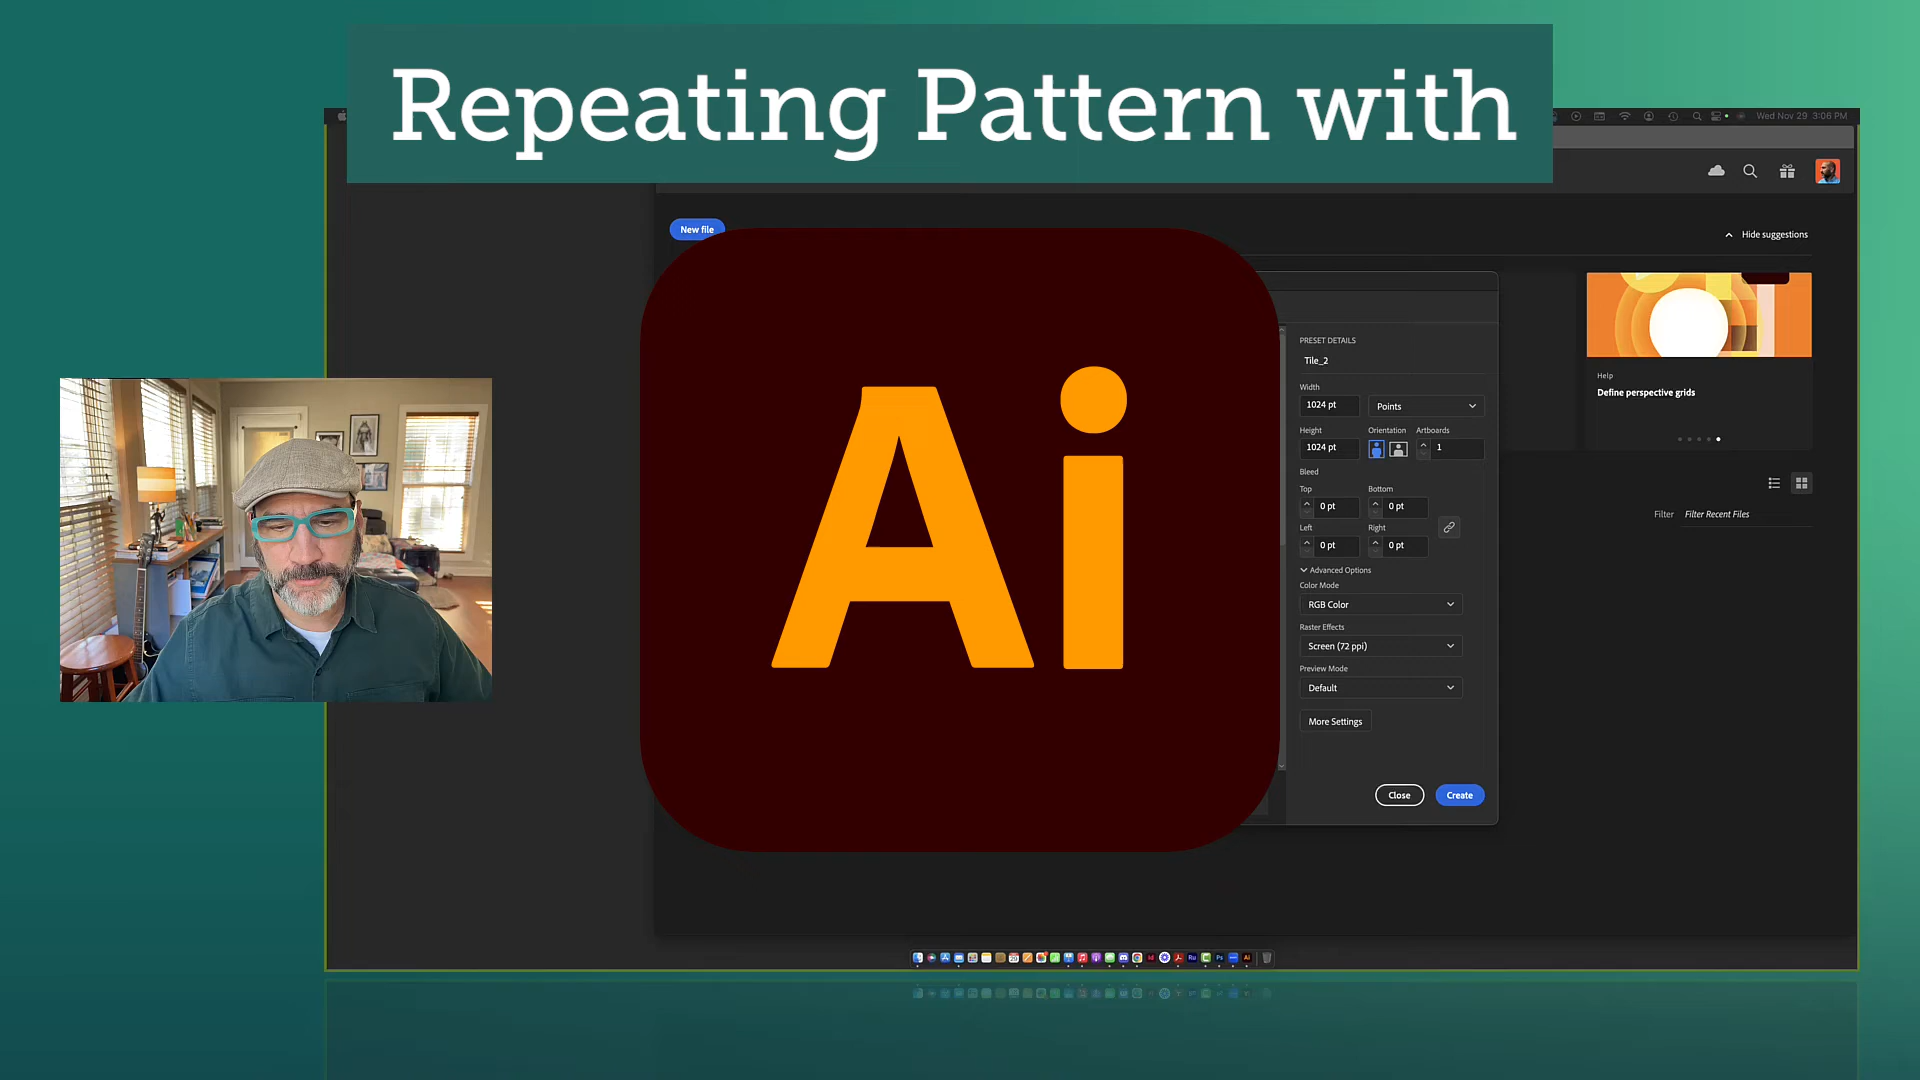 Repeating Pattern with
Wed Nov 29 3:06 PM
New file
Hide suggestions
Ai
PRESET DETAILS
Tile_2
Width
1024 pt Points
Height Orientation Artboards
1024 pt 1
Bleed
Top Bottom
0 pt 0 pt
Left Right
0 pt 0 pt
Advanced Options
Color Mode
RGB Color
Raster Effects
Screen (72 ppi)
Preview Mode
Default
More Settings
Close Create
Help
Define perspective grids
Filter Filter Recent Files